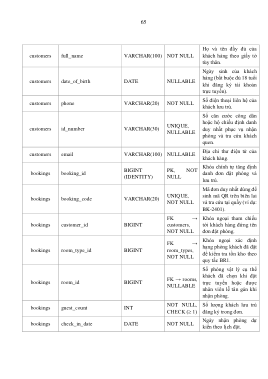 65
customers full_name VARCHAR(100) NOT NULL Họ và tên đầy đủ của
khách hàng theo giấy tờ
tùy thân.
customers date_of_birth DATE NULLABLE Ngày sinh của khách
hàng (bắt buộc đủ 18 tuổi
khi đăng ký tài khoản
trực tuyến).
customers phone VARCHAR(20) NOT NULL Số điện thoại liên hệ của
khách lưu trú.
customers id_number VARCHAR(30) UNIQUE,
NULLABLE Số căn cước công dân
hoặc hộ chiếu định danh
duy nhất phục vụ nhận
phòng và tra cứu khách
quen.
customers email VARCHAR(100) NULLABLE Địa chỉ thư điện tử của
khách hàng.
bookings booking_id BIGINT
(IDENTITY) PK, NOT
NULL Khóa chính tự tăng định
danh đơn đặt phòng và
lưu trú.
bookings booking_code VARCHAR(20) UNIQUE,
NOT NULL Mã đơn duy nhất dùng để
sinh mã QR trên biên lai
và tra cứu tại quầy (ví dụ:
BK-2401).
bookings customer_id BIGINT FK →
customers,
NOT NULL Khóa ngoại tham chiếu
tới khách hàng đứng tên
đơn đặt phòng.
bookings room_type_id BIGINT FK →
room_types,
NOT NULL Khóa ngoại xác định
hạng phòng khách đã đặt
để kiểm tra tồn kho theo
quy tắc BR1.
bookings room_id BIGINT FK → rooms,
NULLABLE Số phòng vật lý cụ thể
khách đã chọn khi đặt
trực tuyến hoặc được
nhân viên lễ tân gán khi
nhận phòng.
bookings guest_count INT NOT NULL,
CHECK (≥ 1) Số lượng khách lưu trú
đăng ký trong đơn.
bookings check_in_date DATE NOT NULL Ngày nhận phòng dự
kiến theo lịch đặt.